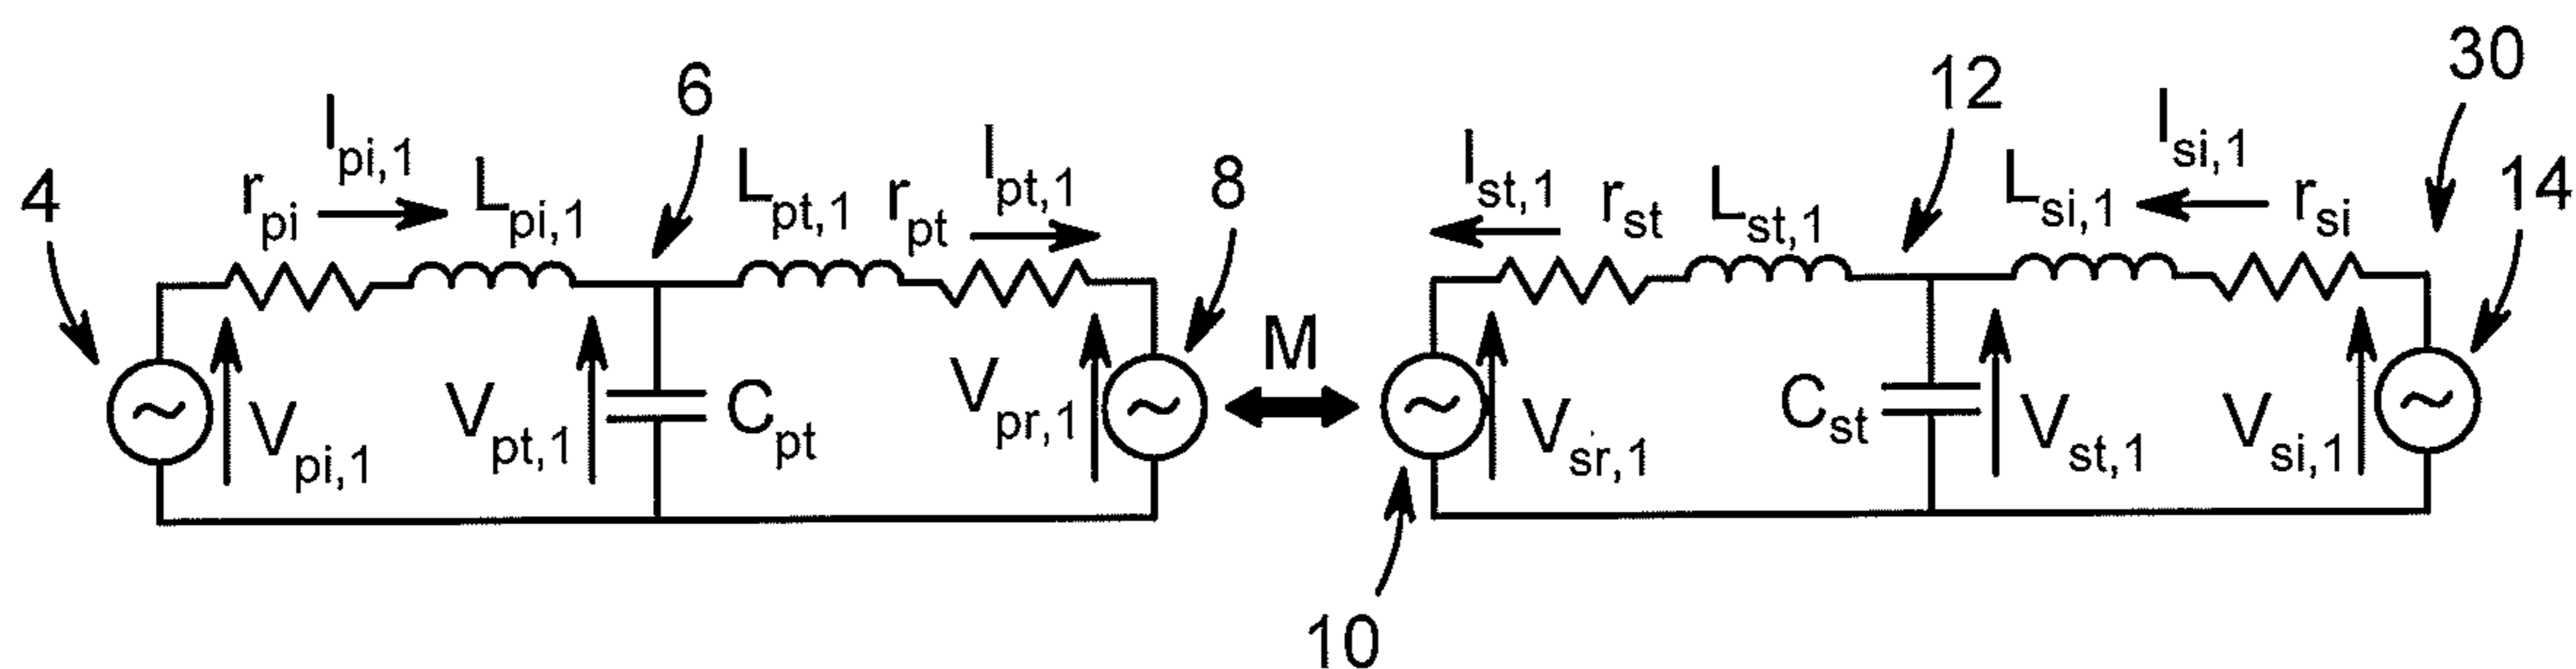 30
6
12
I_pi,1
I_si,1
I_pt,1
I_st,1
4
r_pi
L_pi,1
L_pt,1
r_pt
8
r_st
L_st,1
L_si,1
r_si
14
M
V_pi,1
V_pt,1
C_pt
V_pr,1
V_sr,1
C_st
V_st,1
V_si,1
10